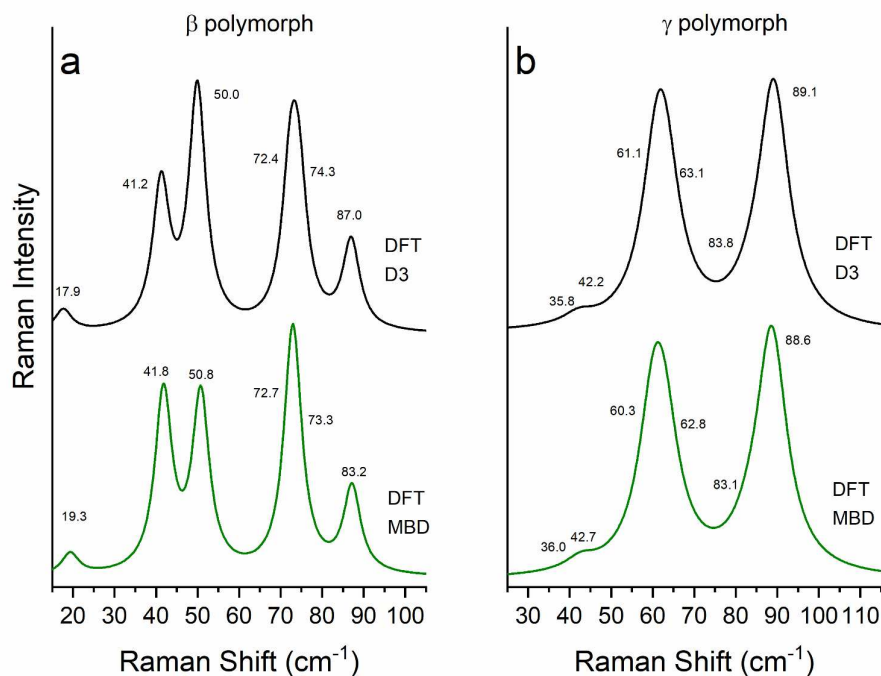 β polymorph
a
50.0
41.2
72.4
74.3
87.0
17.9
DFT
D3
41.8
50.8
72.7
73.3
83.2
19.3
DFT
MBD
20 30 40 50 60 70 80 90 100
Raman Shift (cm-1)
Raman Intensity
γ polymorph
b
89.1
61.1
63.1
83.8
42.2
35.8
DFT
D3
88.6
60.3
62.8
83.1
42.7
36.0
DFT
MBD
30 40 50 60 70 80 90 100 110
Raman Shift (cm-1)